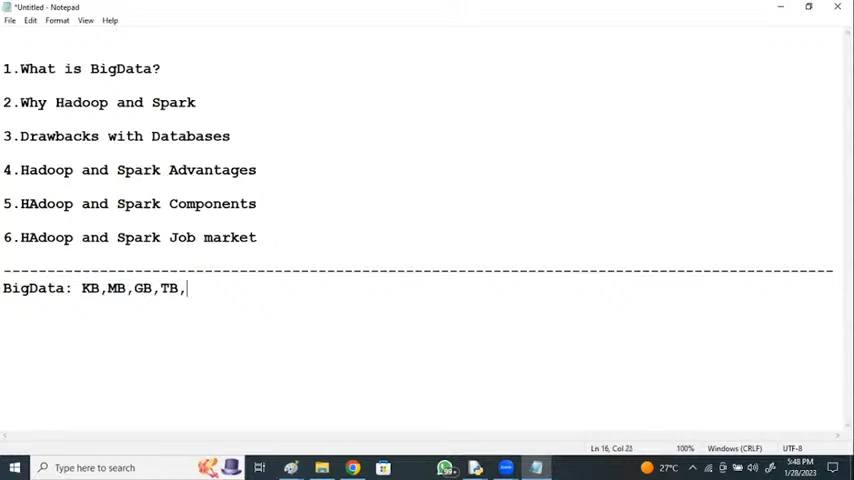 *Untitled - Notepad
File Edit Format View Help
1.What is BigData?
2.Why Hadoop and Spark
3.Drawbacks with Databases
4.Hadoop and Spark Advantages
5.HAdoop and Spark Components
6.HAdoop and Spark Job market
-----------------------------------------------------------------------------------------------
BigData: KB,MB,GB,TB,
Ln 16, Col 23 100% Windows (CRLF) UTF-8
Type here to search 99+ 27°C 5:48 PM
1/28/2023